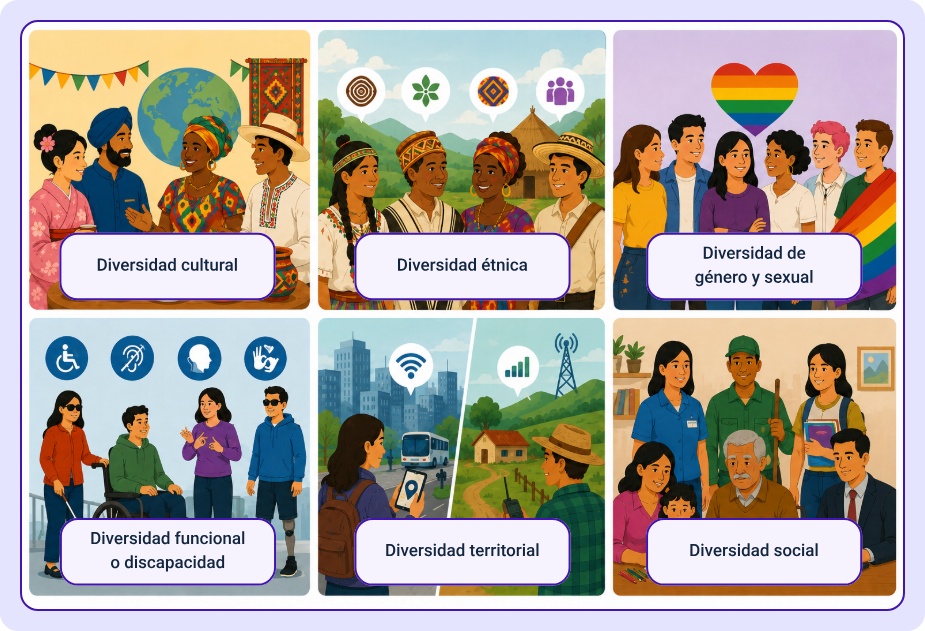 Diversidad cultural
Diversidad étnica
Diversidad de
género y sexual
Diversidad funcional
o discapacidad
Diversidad territorial
Diversidad social